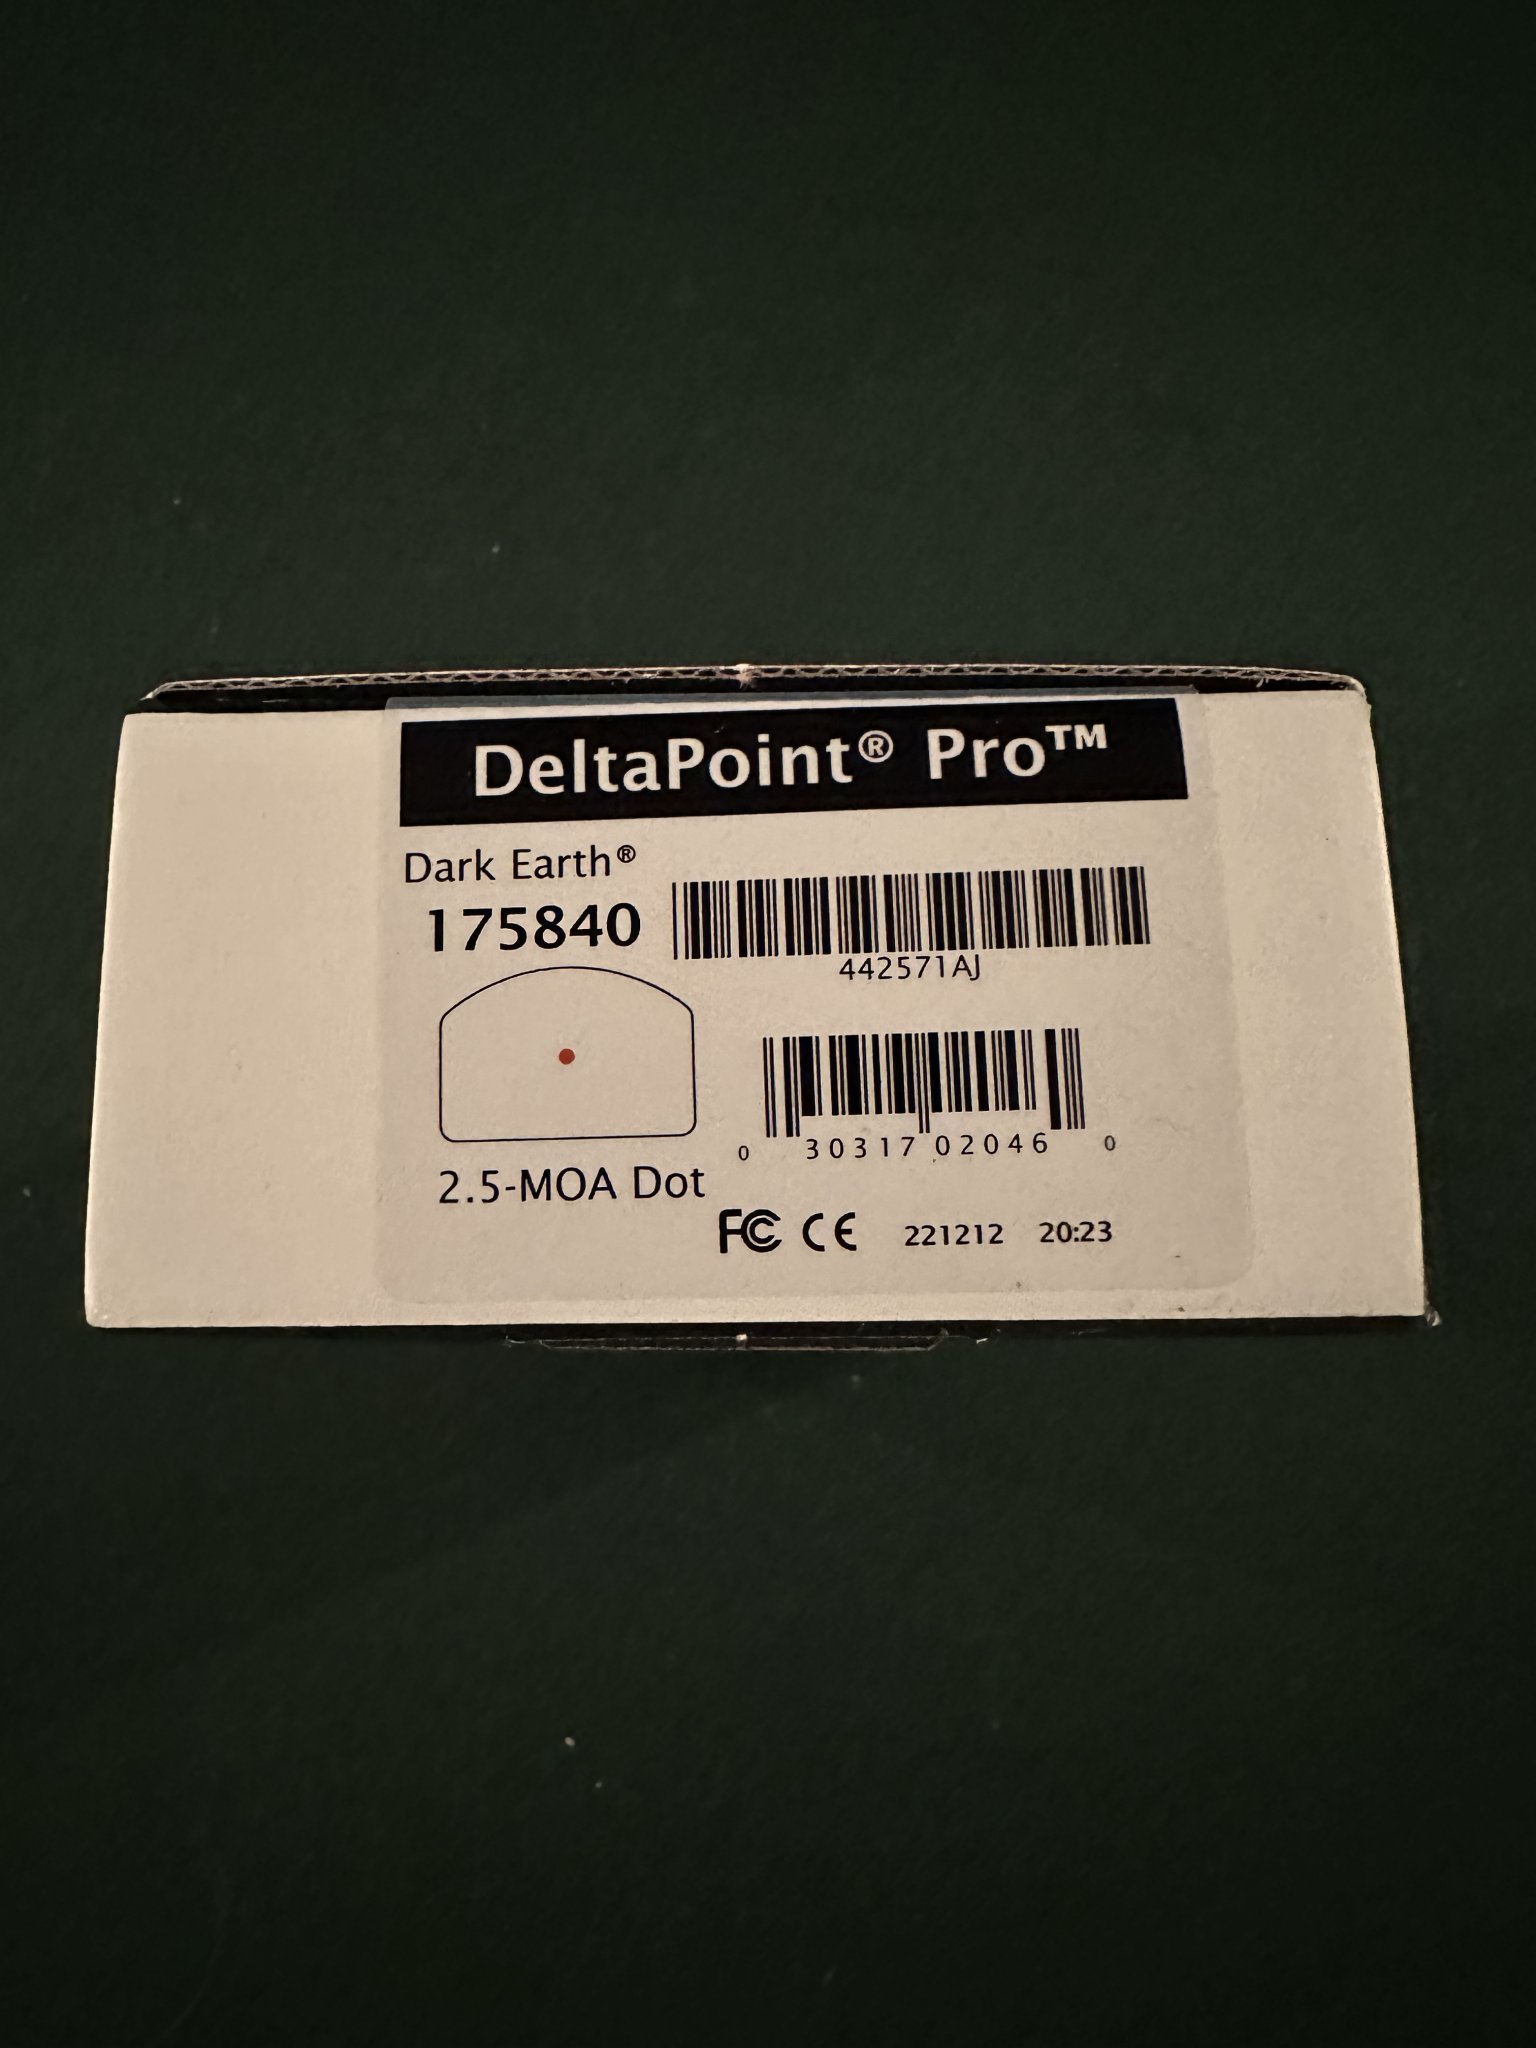 DeltaPoint® Pro™
Dark Earth®
175840
442571AJ
0 30317 02046 0
2.5-MOA Dot
FC CE 221212 20:23